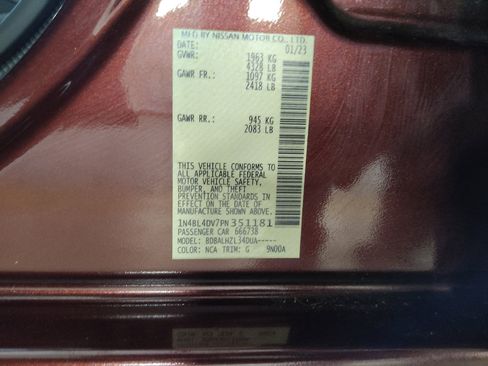 MFD BY NISSAN MOTOR CO., LTD.
DATE: 01/23
GVWR: 1963 KG
4328 LB
GAWR FR.: 1097 KG
2418 LB
GAWR RR.: 945 KG
2083 LB
THIS VEHICLE CONFORMS TO
ALL APPLICABLE FEDERAL
MOTOR VEHICLE SAFETY,
BUMPER, AND THEFT
PREVENTION STANDARDS IN
EFFECT ON THE DATE OF
MANUFACTURE SHOWN ABOVE.
1N4BL4DV7PN351181
PASSENGER CAR 666738
MODEL: BDBALHZL34DUA-----
COLOR: NCA TRIM: G 9N00A